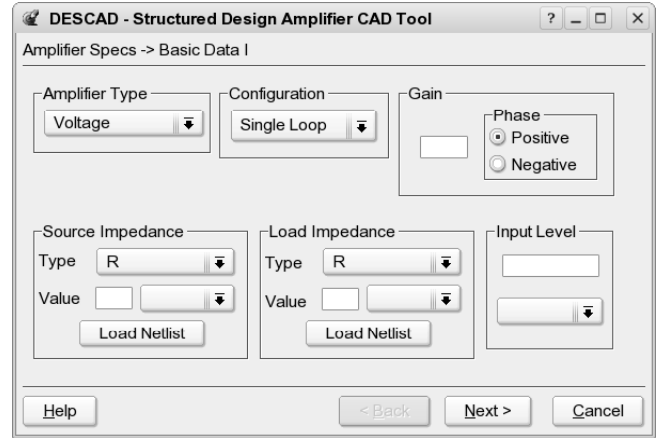 DESCAD - Structured Design Amplifier CAD Tool
Amplifier Specs -> Basic Data I
Amplifier Type
Voltage
Configuration
Single Loop
Gain
Phase
Positive
Negative
Source Impedance
Type R
Value
Load Netlist
Load Impedance
Type R
Value
Load Netlist
Input Level
Help
< Back
Next >
Cancel